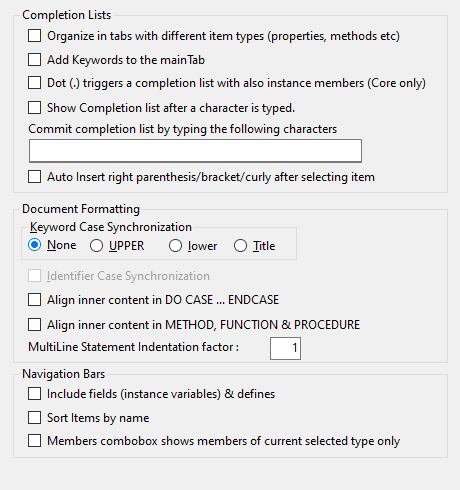 Completion Lists
Organize in tabs with different item types (properties, methods etc)
Add Keywords to the mainTab
Dot (.) triggers a completion list with also instance members (Core only)
Show Completion list after a character is typed.
Commit completion list by typing the following characters
Auto Insert right parenthesis/bracket/curly after selecting item
Document Formatting
Keyword Case Synchronization
None UPPER lower Title
Identifier Case Synchronization
Align inner content in DO CASE ... ENDCASE
Align inner content in METHOD, FUNCTION & PROCEDURE
MultiLine Statement Indentation factor : 1
Navigation Bars
Include fields (instance variables) & defines
Sort Items by name
Members combobox shows members of current selected type only